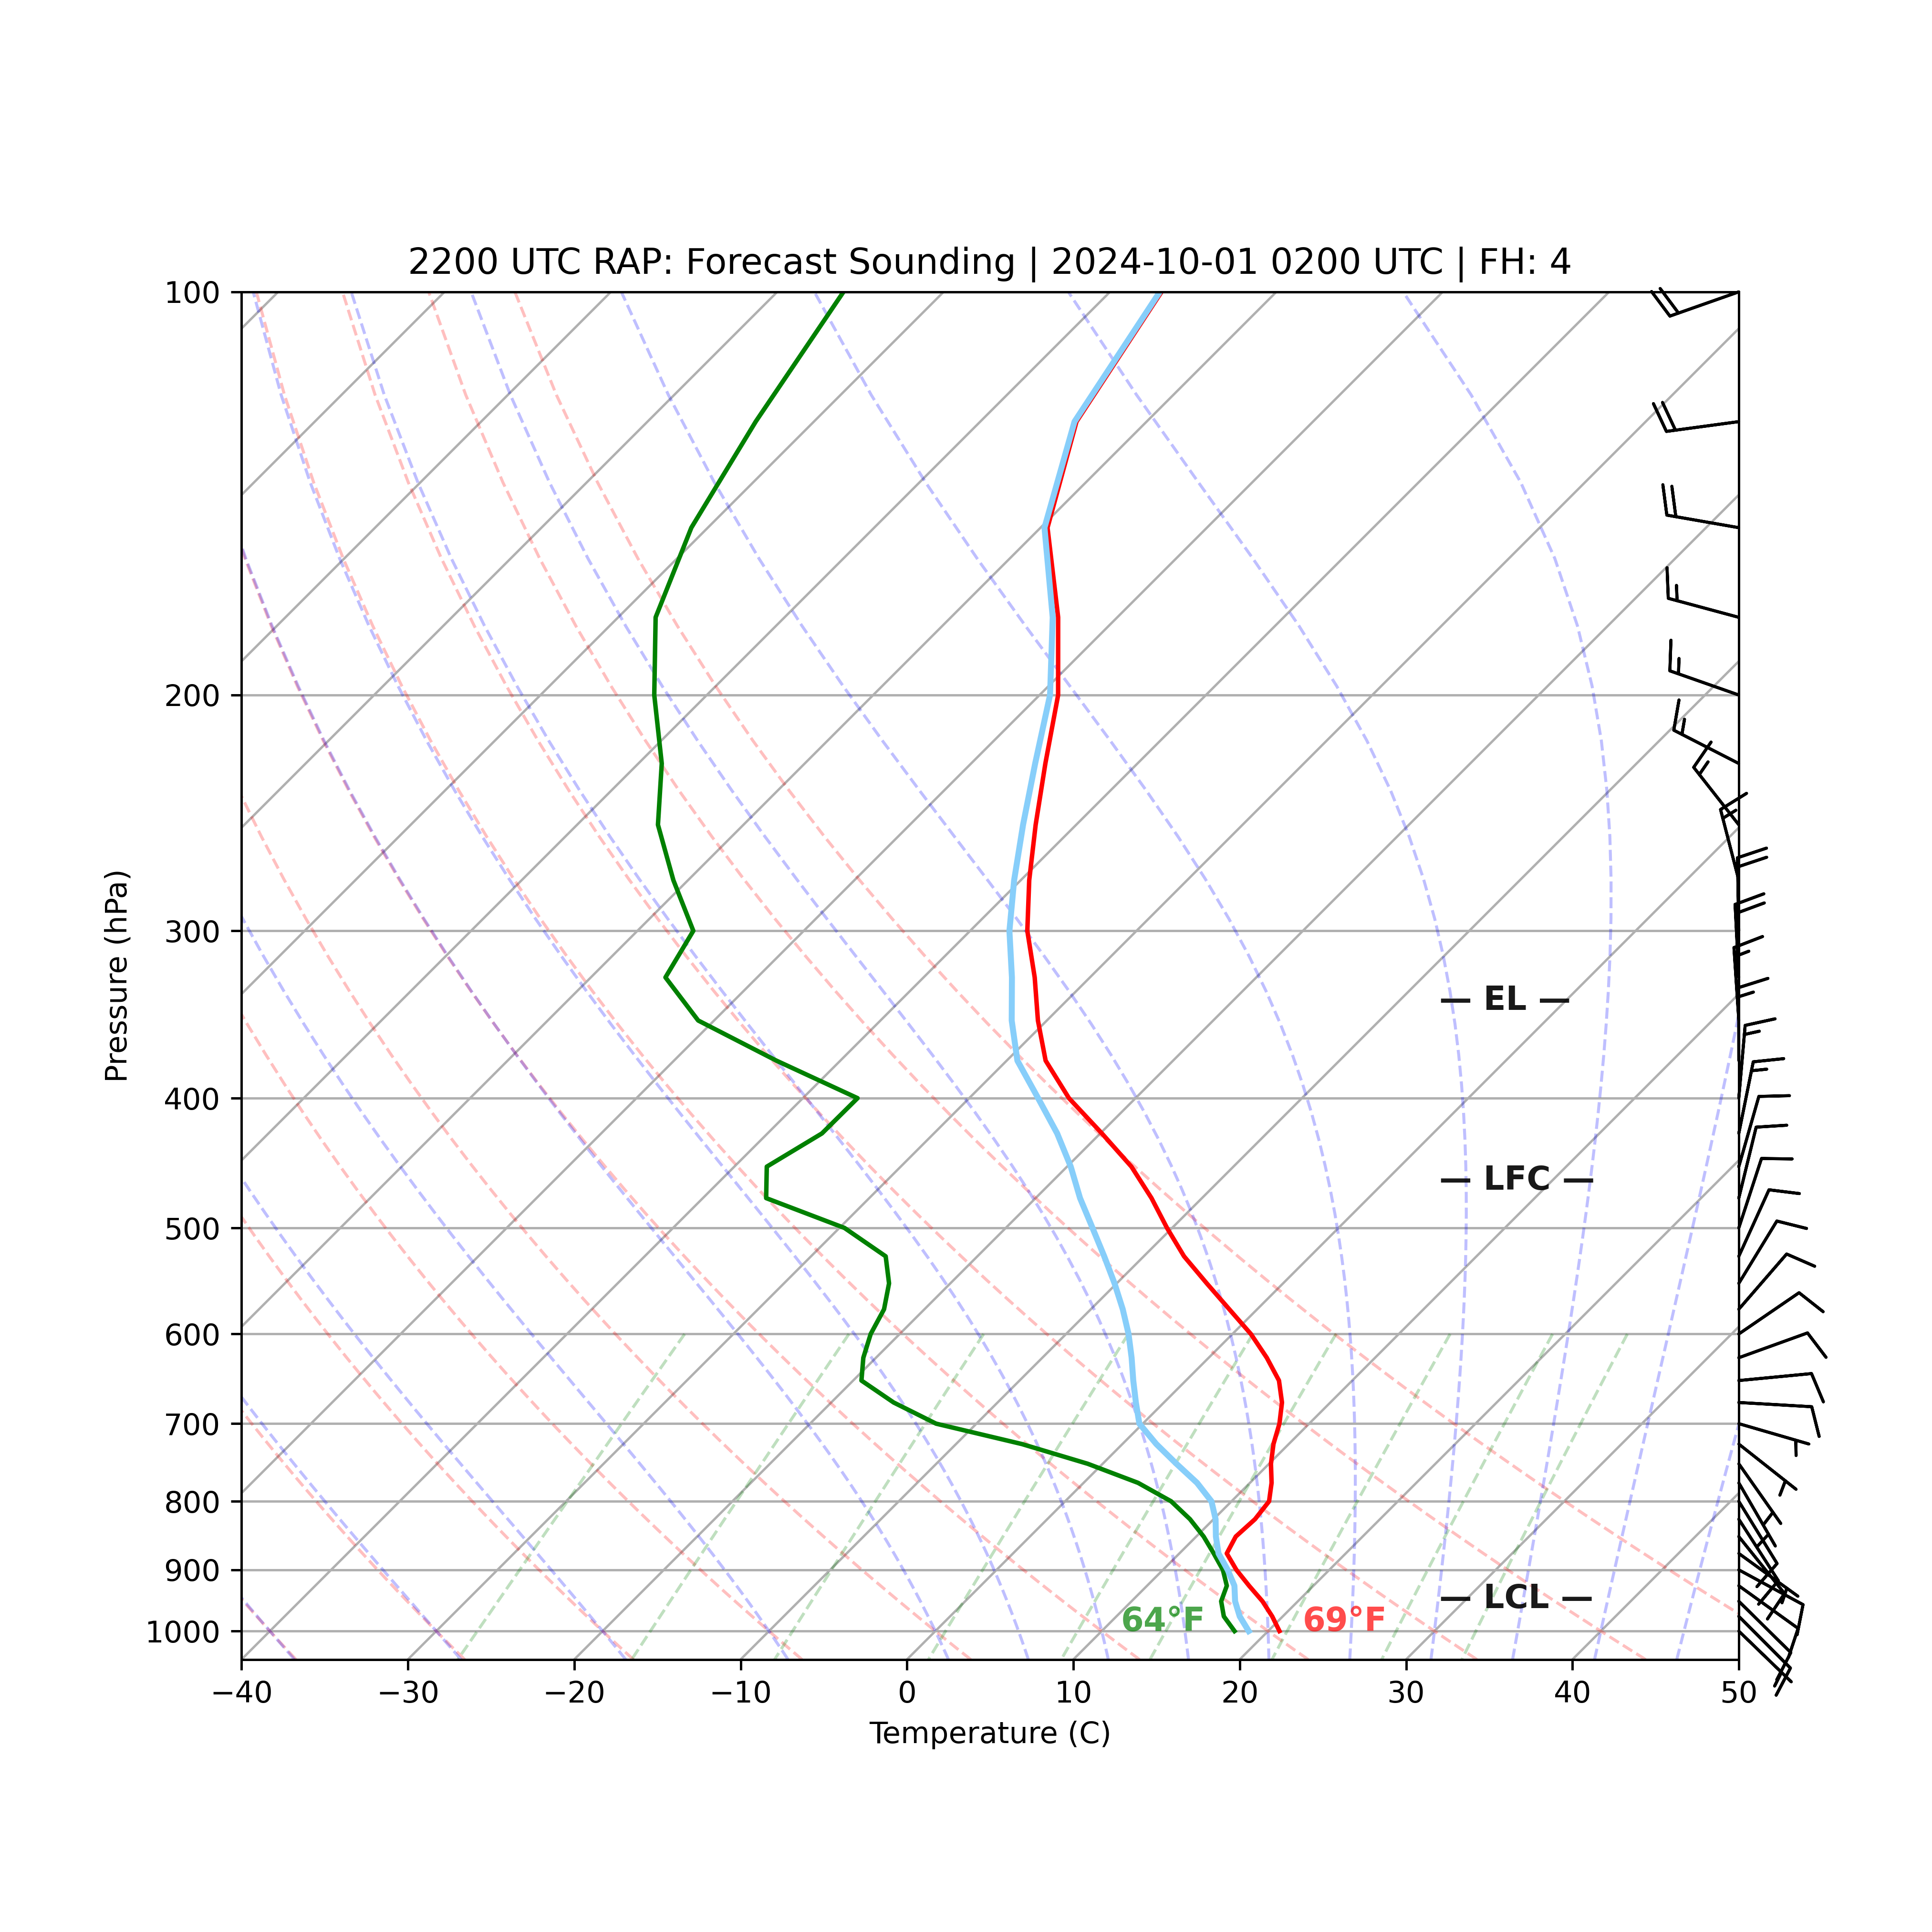 2200 UTC RAP: Forecast Sounding | 2024-10-01 0200 UTC | FH: 4
100
200
300
— EL —
400
— LFC —
500
600
700
800
900
— LCL —
1000
64°F
69°F
−40 −30 −20 −10 0 10 20 30 40 50
Temperature (C)
Pressure (hPa)